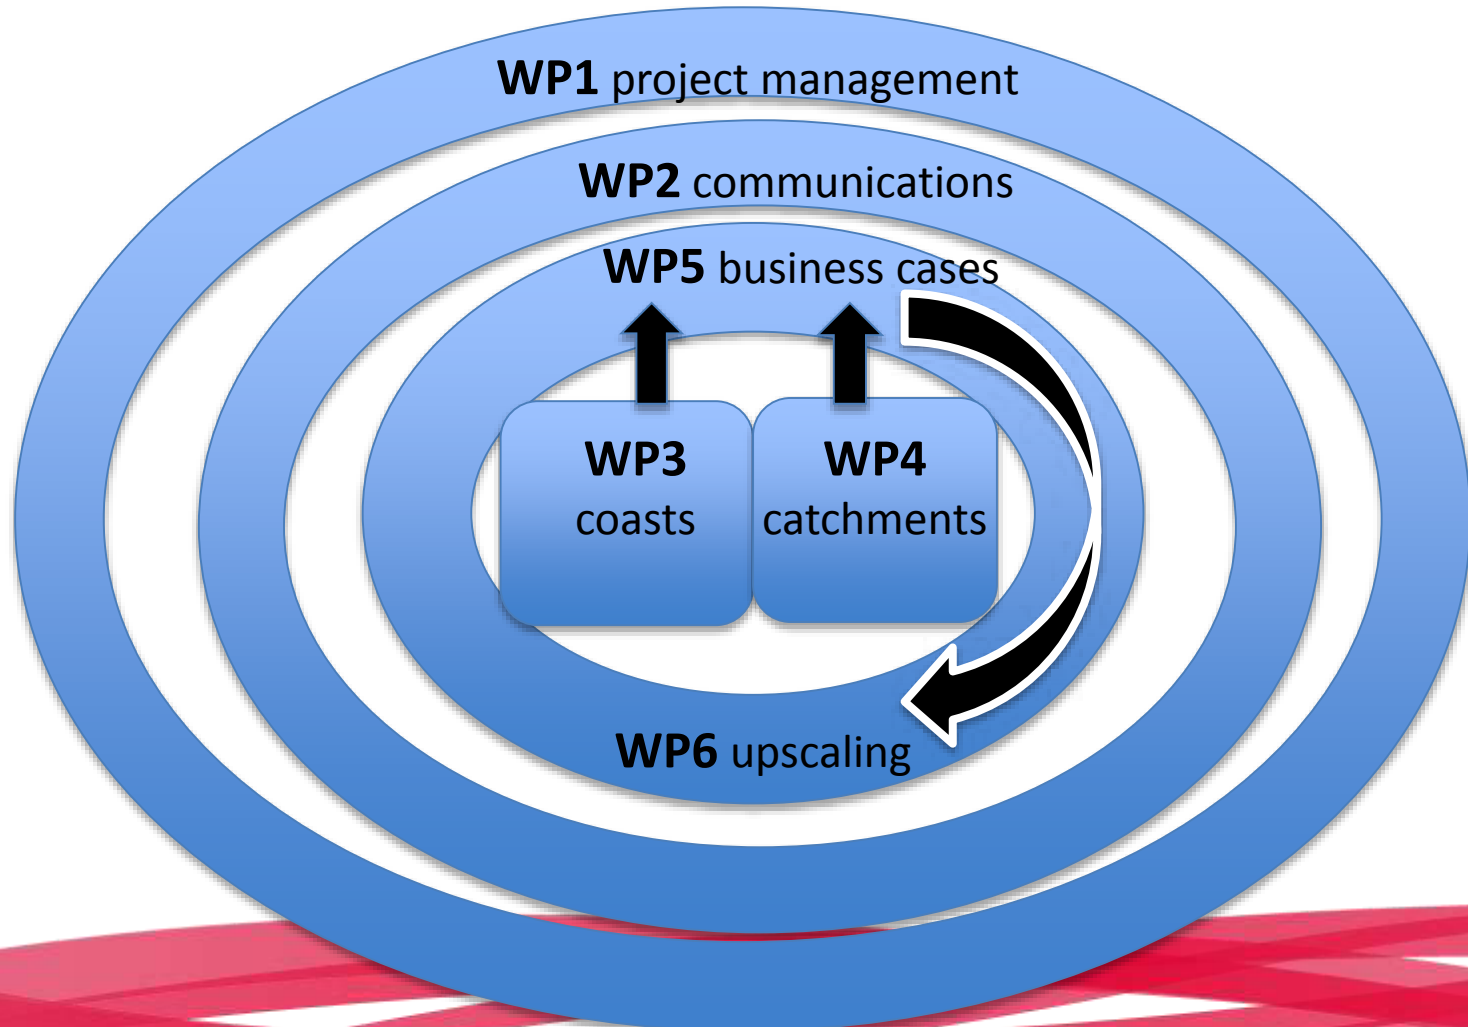 WP1 project management
WP2 communications
WP5 business cases
WP3
coasts
WP4
catchments
WP6 upscaling